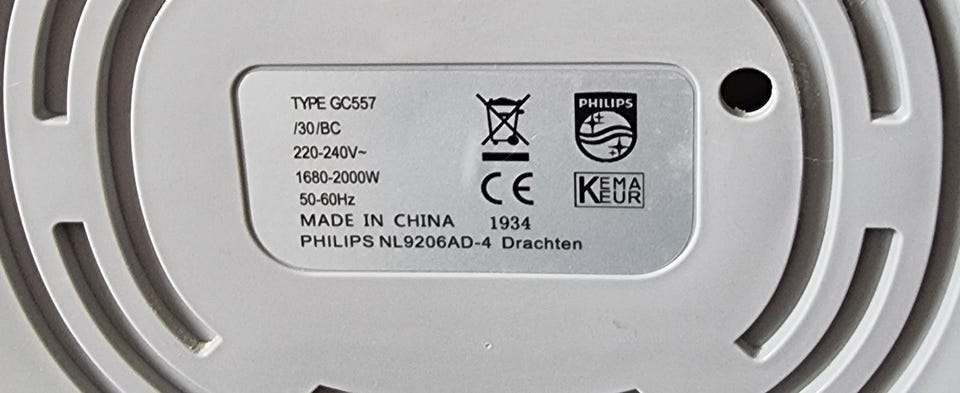 TYPE GC557
/30/BC
220-240V~
1680-2000W
50-60Hz
MADE IN CHINA 1934
PHILIPS NL9206AD-4 Drachten
CE
PHILIPS
KEMA
KEUR